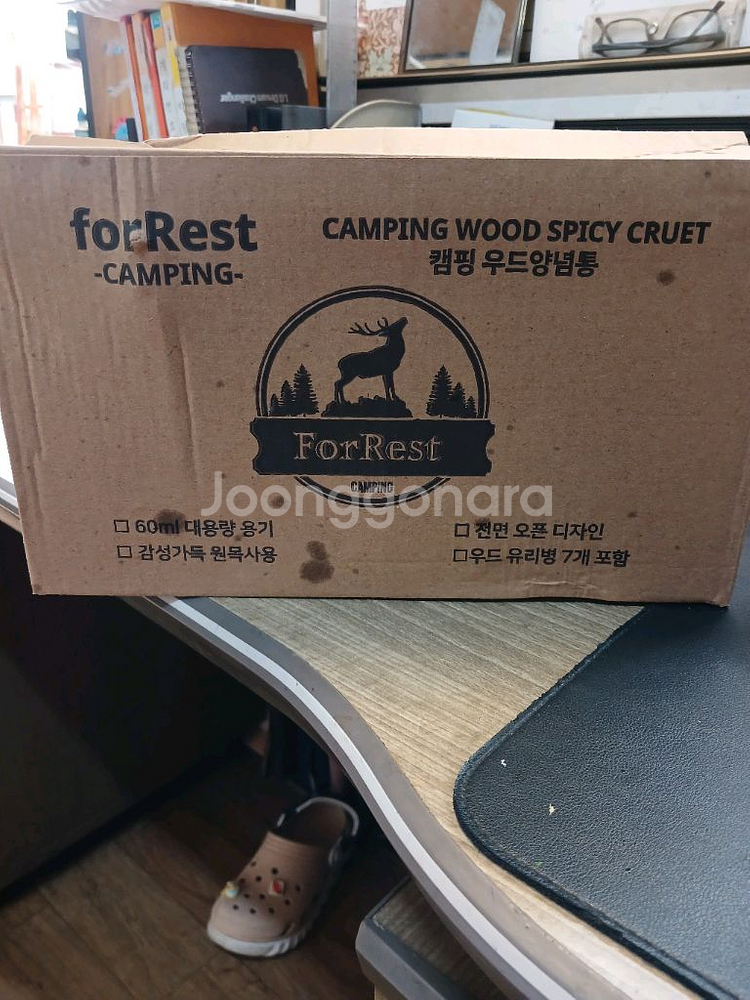 forRest
-CAMPING-
CAMPING WOOD SPICY CRUET
캠핑 우드양념통
ForRest
CAMPING
Joonggonara
□ 60ml 대용량 용기
□ 감성가득 원목사용
□ 전면 오픈 디자인
□우드 유리병 7개 포함